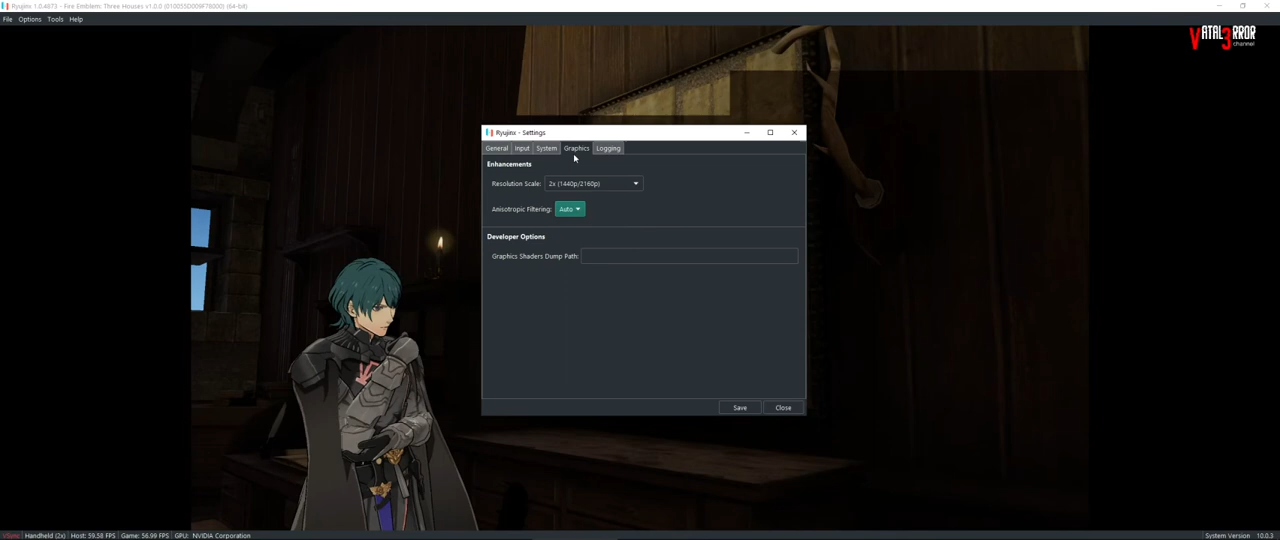 Ryujinx 1.0.4873 - Fire Emblem: Three Houses v1.0.0 (010055D009F78000) (64-bit)
File Options Tools Help
VATAL3RROR
channel
Ryujinx - Settings
General Input System Graphics Logging
Enhancements
Resolution Scale: 2x (1440p/2160p)
Anisotropic Filtering: Auto
Developer Options
Graphics Shaders Dump Path:
Save Close
VSync Handheld (2x) Host: 59.58 FPS Game: 56.99 FPS GPU: NVIDIA Corporation System Version 10.0.3